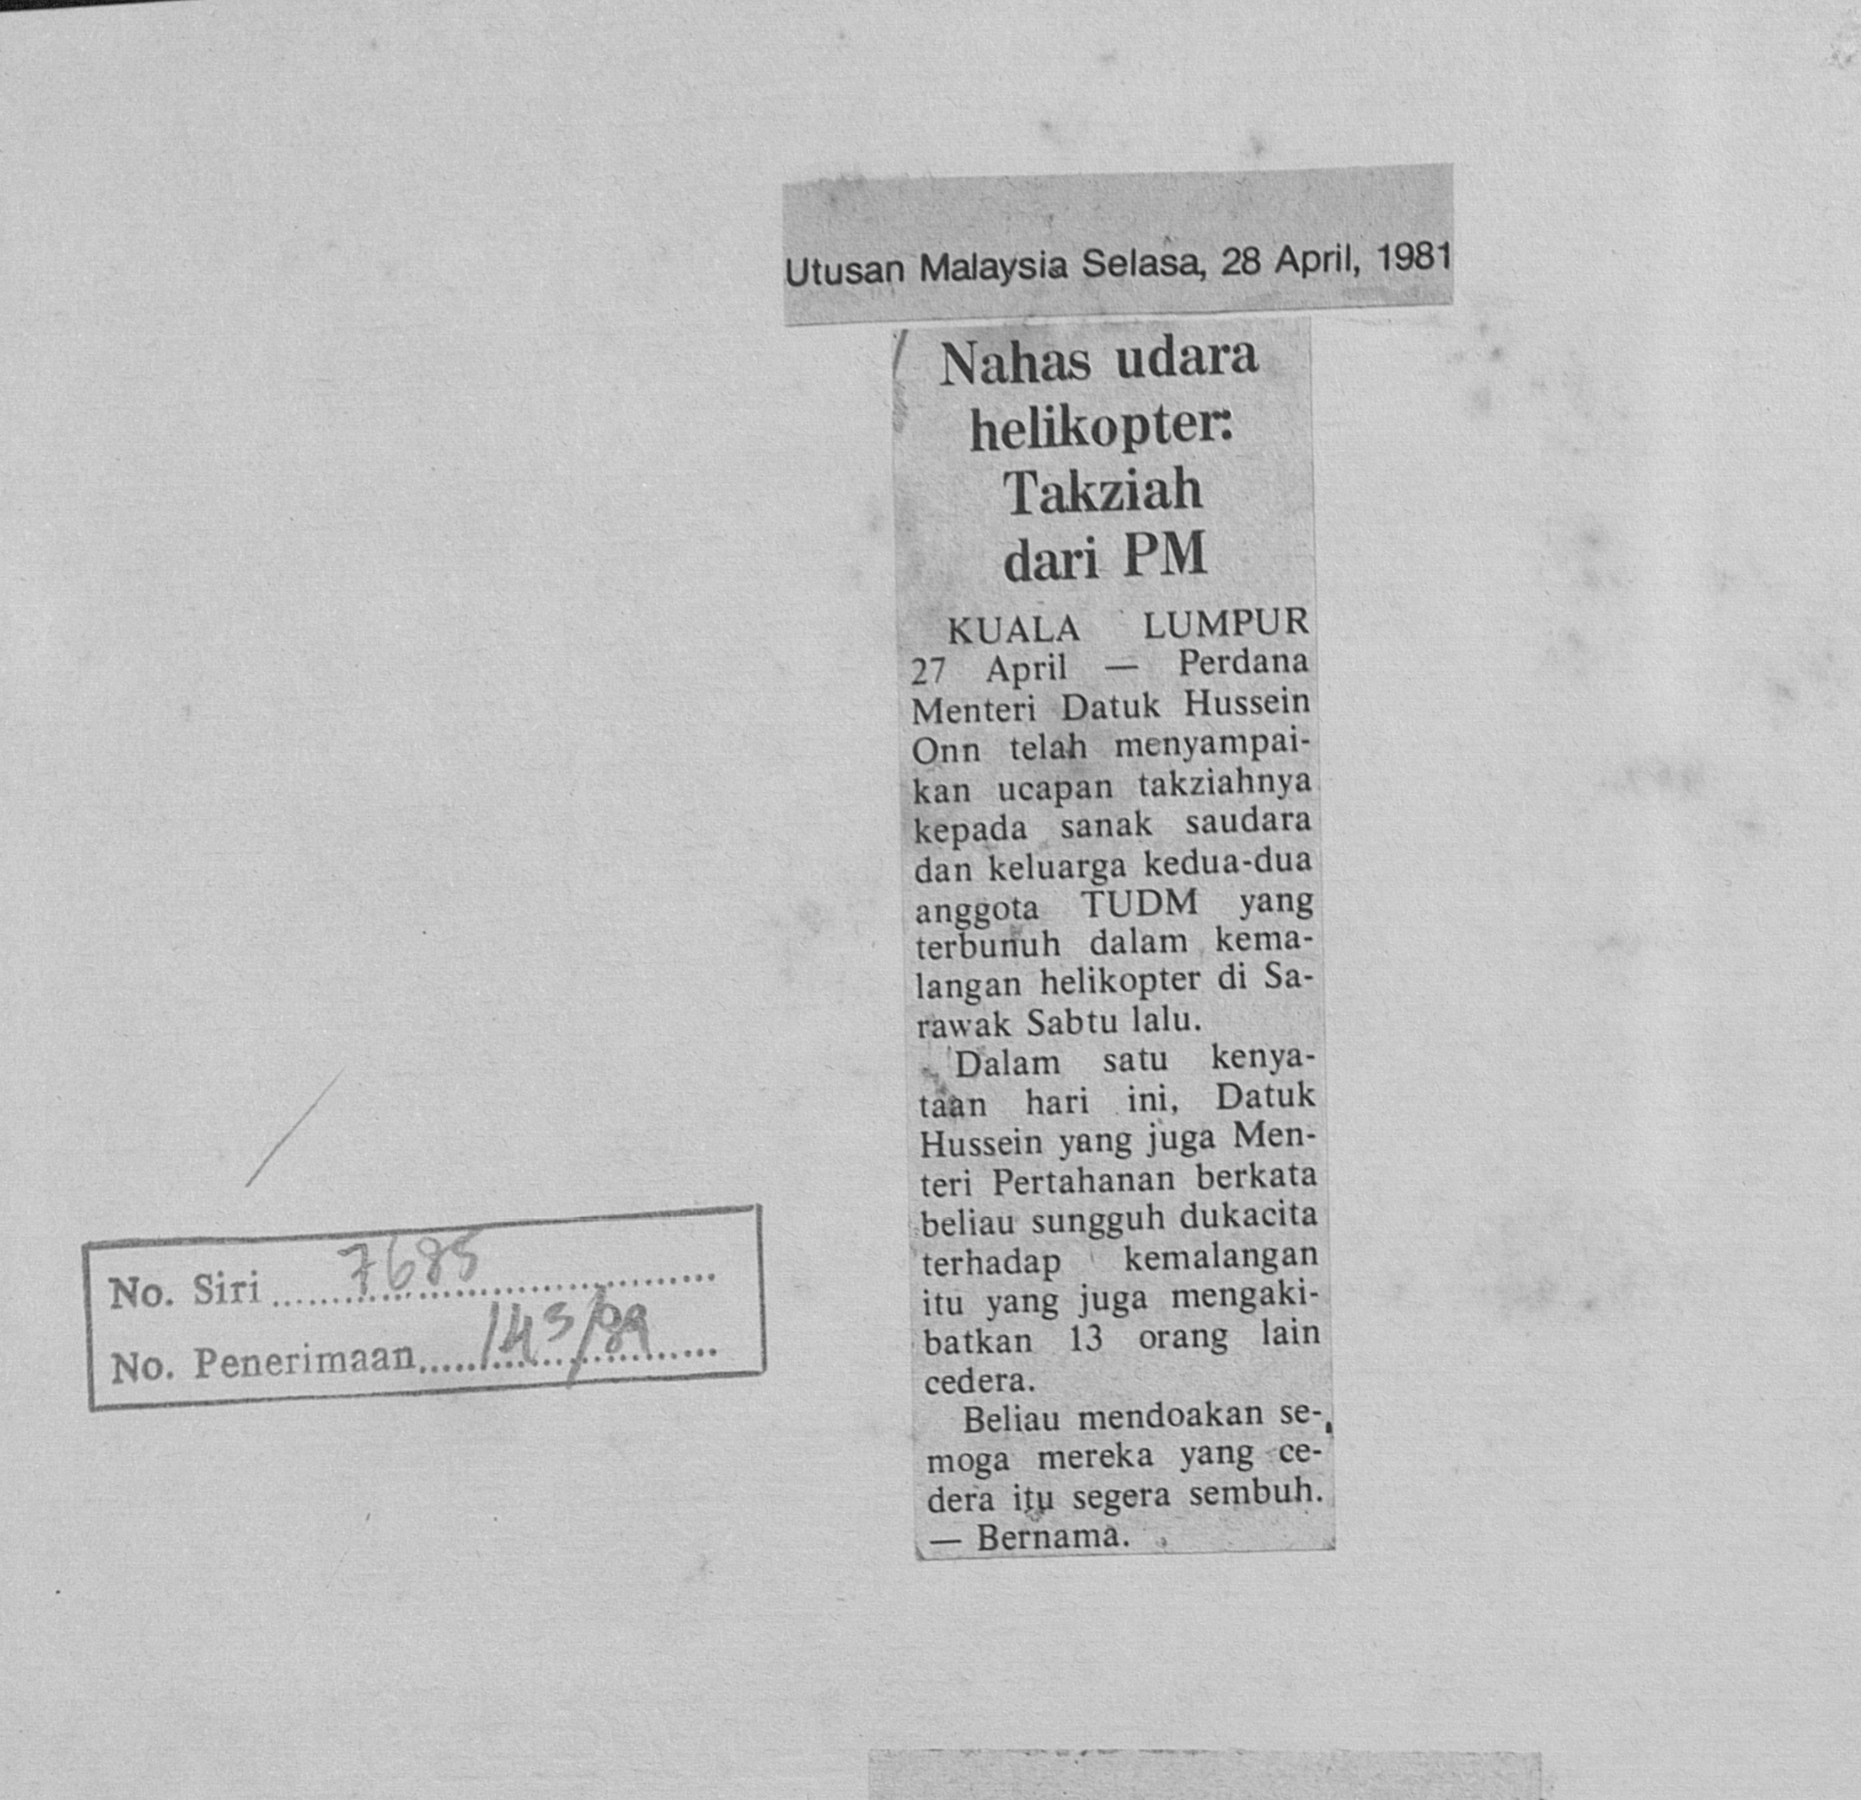 Utusan Malaysia Selasa, 28 April, 1981
Nahas udara
helikopter:
Takziah
dari PM
KUALA LUMPUR
27 April — Perdana
Menteri Datuk Hussein
Onn telah menyampai-
kan ucapan takziahnya
kepada sanak saudara
dan keluarga kedua-dua
anggota TUDM yang
terbunuh dalam kema-
langan helikopter di Sa-
rawak Sabtu lalu.
Dalam satu kenya-
taan hari ini, Datuk
Hussein yang juga Men-
teri Pertahanan berkata
beliau sungguh dukacita
terhadap kemalangan
itu yang juga mengaki-
batkan 13 orang lain
cedera.
Beliau mendoakan se-
moga mereka yang ce-
dera itu segera sembuh.
— Bernama.
No. Siri 7685
No. Penerimaan 143/89